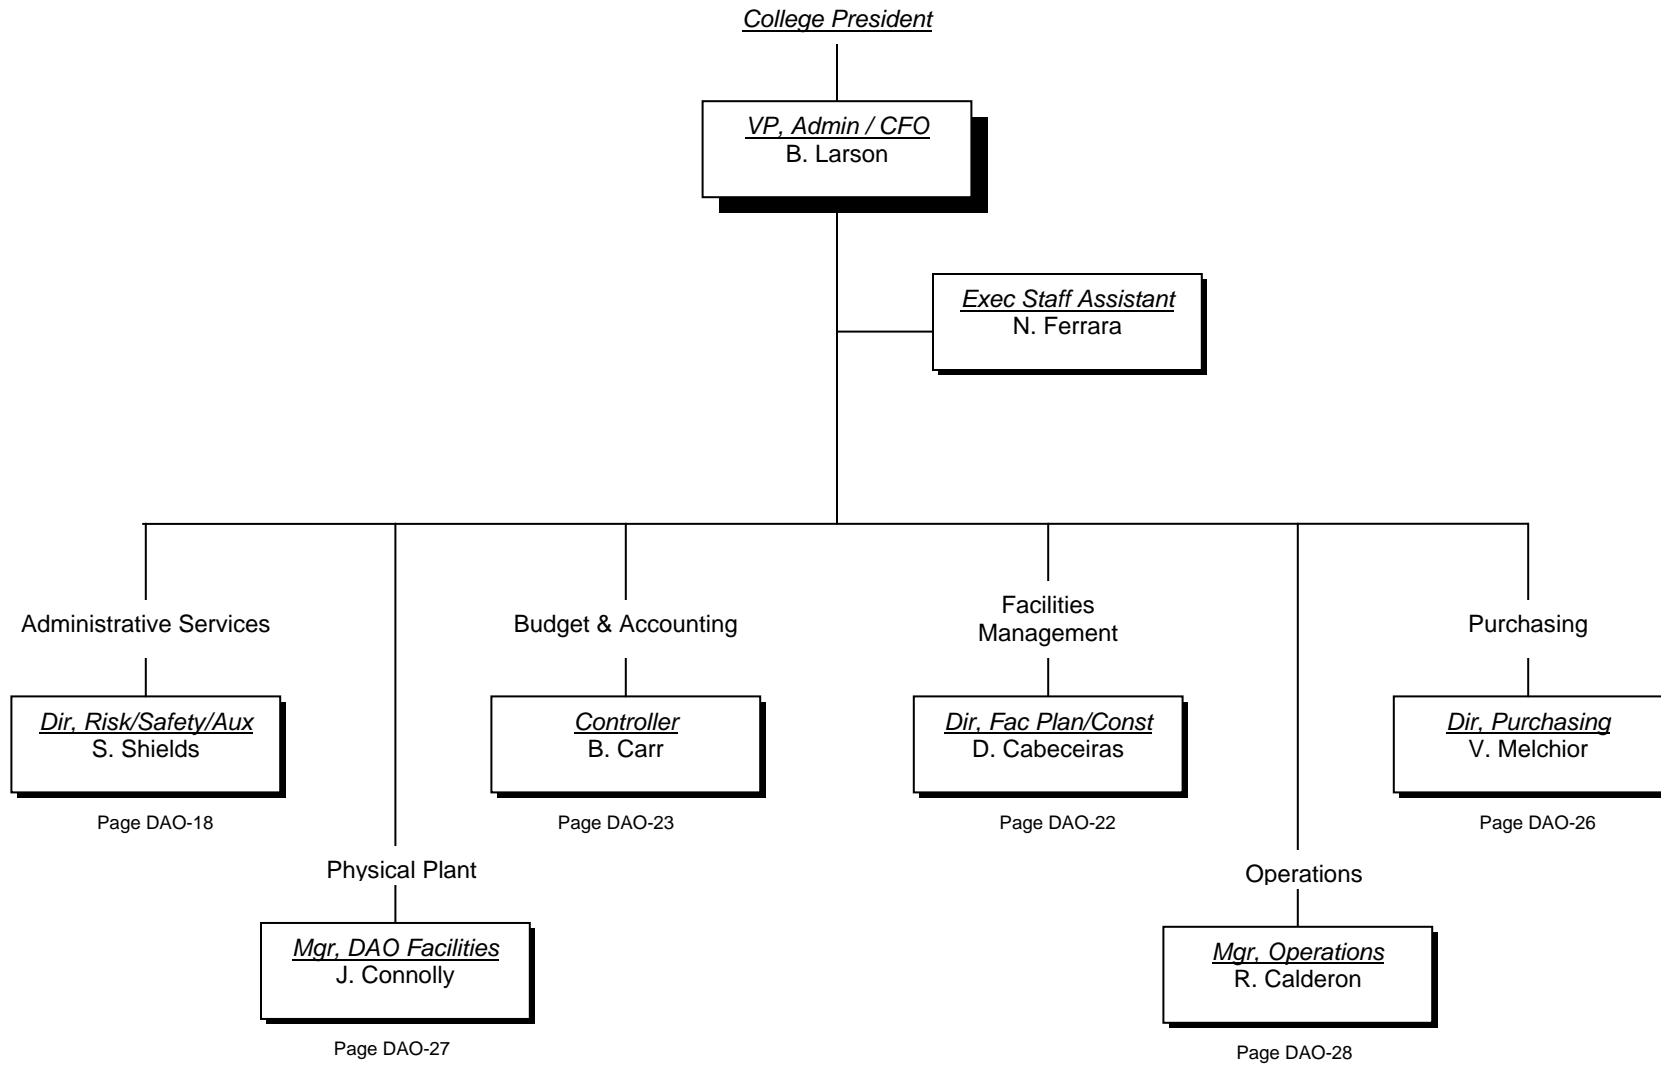 College President
VP, Admin / CFO
B. Larson
Exec Staff Assistant
N. Ferrara
Administrative Services
Dir, Risk/Safety/Aux
S. Shields
Page DAO-18
Physical Plant
Mgr, DAO Facilities
J. Connolly
Page DAO-27
Budget & Accounting
Controller
B. Carr
Page DAO-23
Facilities
Management
Dir, Fac Plan/Const
D. Cabeceiras
Page DAO-22
Operations
Mgr, Operations
R. Calderon
Page DAO-28
Purchasing
Dir, Purchasing
V. Melchior
Page DAO-26